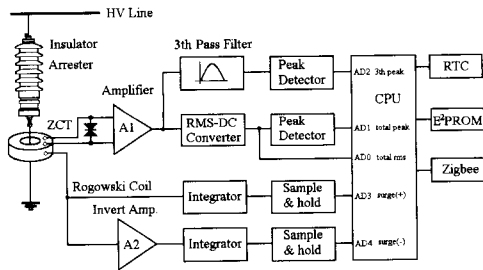 HV Line
Insulator
Arrester
3th Pass Filter
Peak
Detector
AD2 3th peak
RTC
CPU
Amplifier
ZCT
A1
RMS-DC
Converter
Peak
Detector
AD1 total peak
E²PROM
AD0 total rms
Zigbee
Rogowski Coil
Integrator
Sample
& hold
AD3 surge(+)
Invert Amp.
A2
Integrator
Sample
& hold
AD4 surge(-)